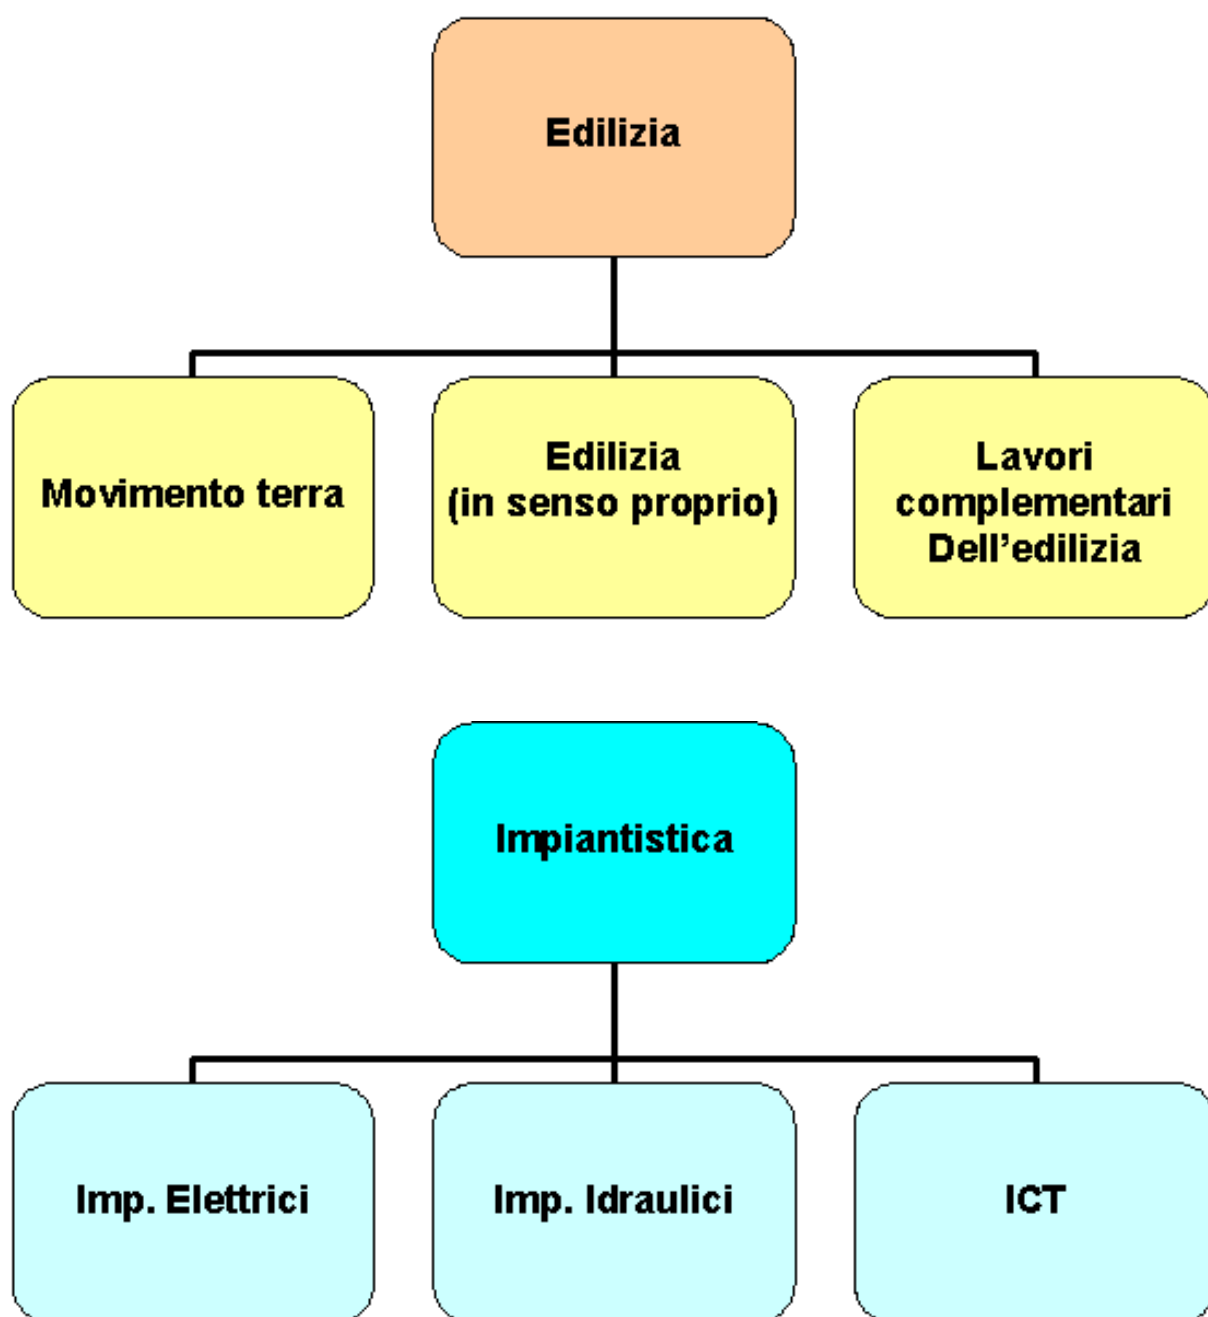 Edilizia
Movimento terra
Edilizia
(in senso proprio)
Lavori
complementari
Dell'edilizia
Impiantistica
Imp. Elettrici
Imp. Idraulici
ICT